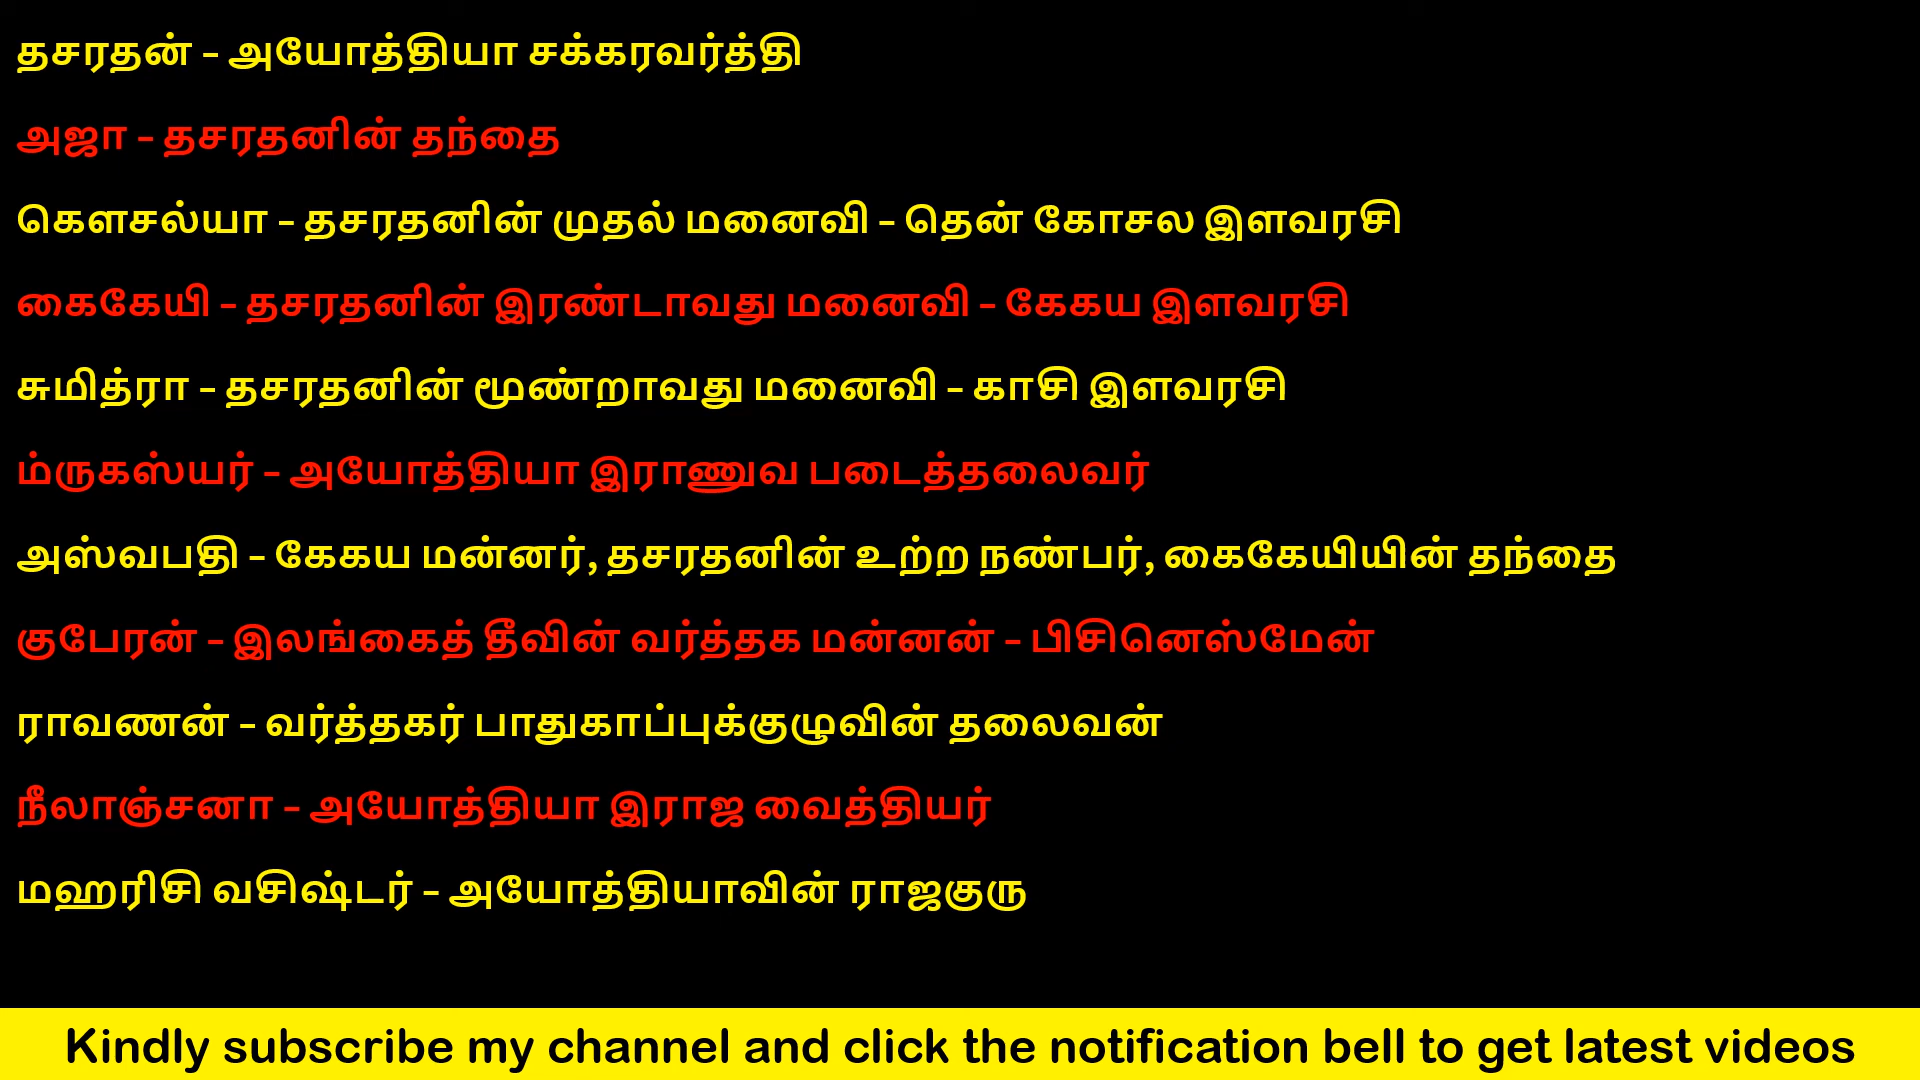 தசரதன் - அயோத்தியா சக்கரவர்த்தி
அஜா - தசரதனின் தந்தை
கௌசல்யா - தசரதனின் முதல் மனைவி - தென் கோசல இளவரசி
கைகேயி - தசரதனின் இரண்டாவது மனைவி - கேகய இளவரசி
சுமித்ரா - தசரதனின் மூண்றாவது மனைவி - காசி இளவரசி
ம்ருகஸ்யர் - அயோத்தியா இராணுவ படைத்தலைவர்
அஸ்வபதி - கேகய மன்னர், தசரதனின் உற்ற நண்பர், கைகேயியின் தந்தை
குபேரன் - இலங்கைத் தீவின் வர்த்தக மன்னன் - பிசினெஸ்மேன்
ராவணன் - வர்த்தகர் பாதுகாப்புக்குழுவின் தலைவன்
நீலாஞ்சனா - அயோத்தியா இராஜ வைத்தியர்
மஹரிசி வசிஷ்டர் - அயோத்தியாவின் ராஜகுரு
Kindly subscribe my channel and click the notification bell to get latest videos